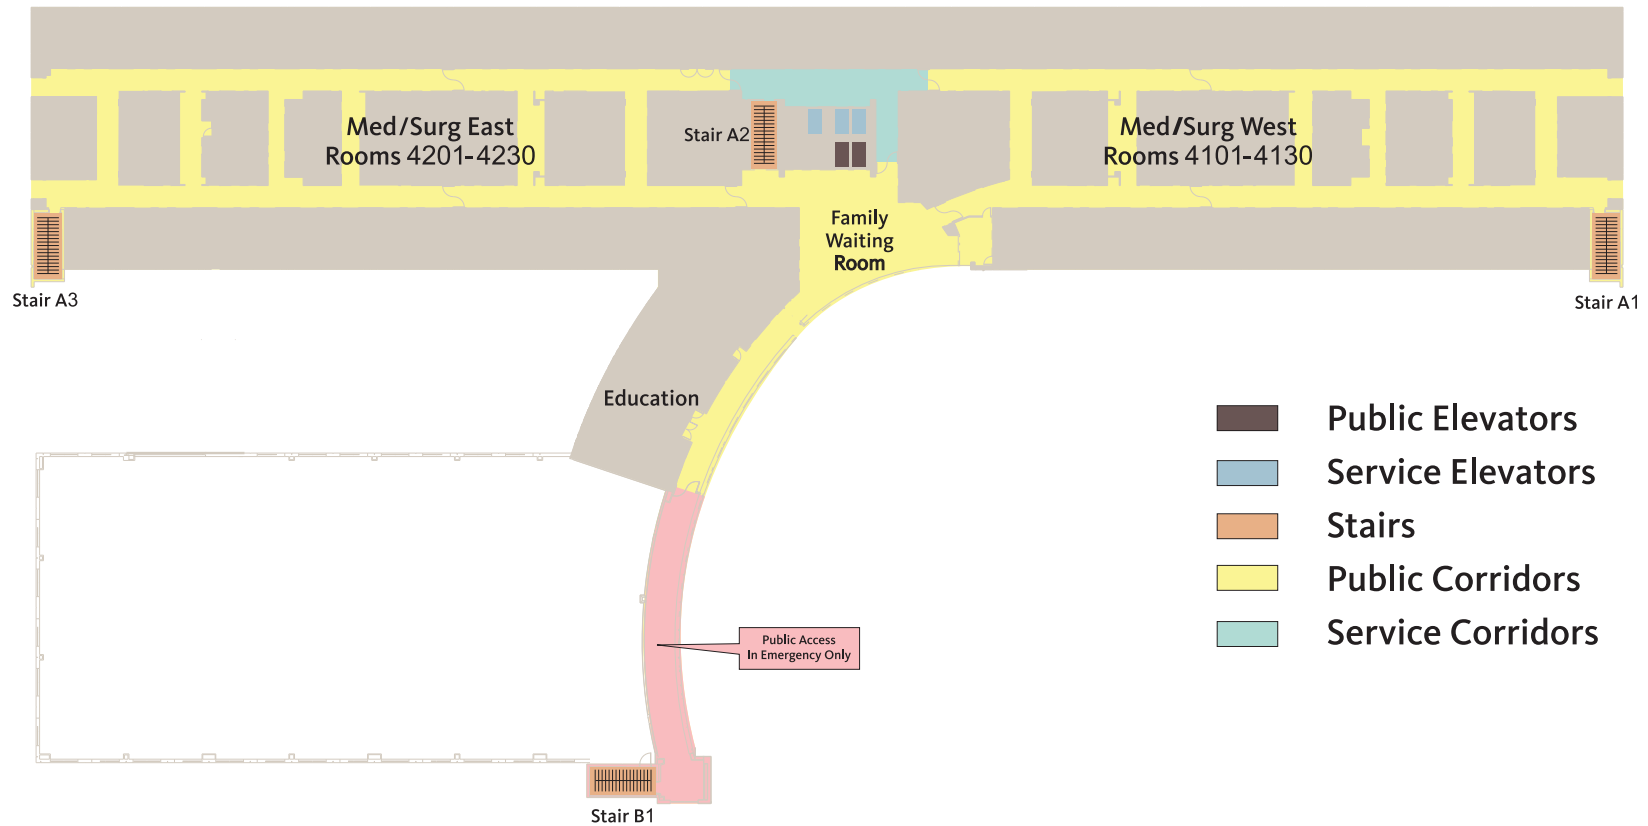 Med/Surg East
Rooms 4201-4230
Stair A2
Med/Surg West
Rooms 4101-4130
Family
Waiting
Room
Stair A3
Stair A1
Education
Public Elevators
Service Elevators
Stairs
Public Corridors
Service Corridors
Public Access
In Emergency Only
Stair B1